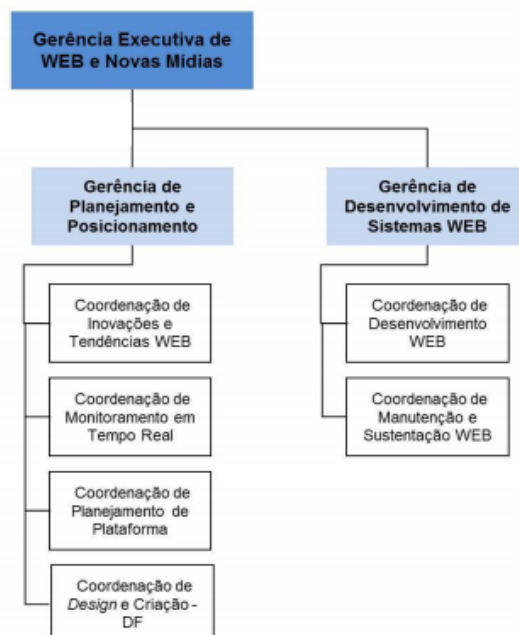 Gerência Executiva de
WEB e Novas Mídias
Gerência de
Planejamento e
Posicionamento
Gerência de
Desenvolvimento de
Sistemas WEB
Coordenação de
Inovações e
Tendências WEB
Coordenação de
Desenvolvimento
WEB
Coordenação de
Monitoramento em
Tempo Real
Coordenação de
Manutenção e
Sustentação WEB
Coordenação de
Planejamento de
Plataforma
Coordenação de
Design e Criação -
DF